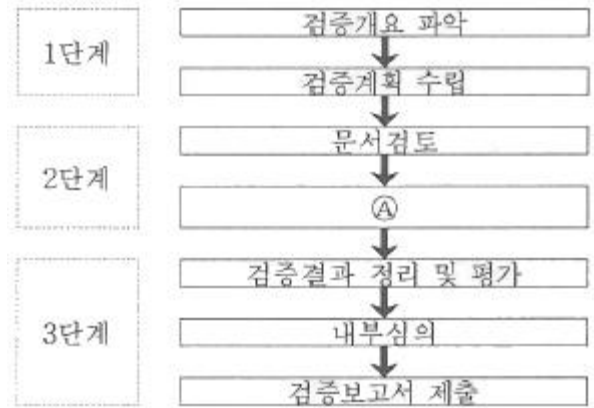 1단계
검증개요 파악
검증계획 수립
2단계
문서검토
Ⓐ
3단계
검증결과 정리 및 평가
내부심의
검증보고서 제출